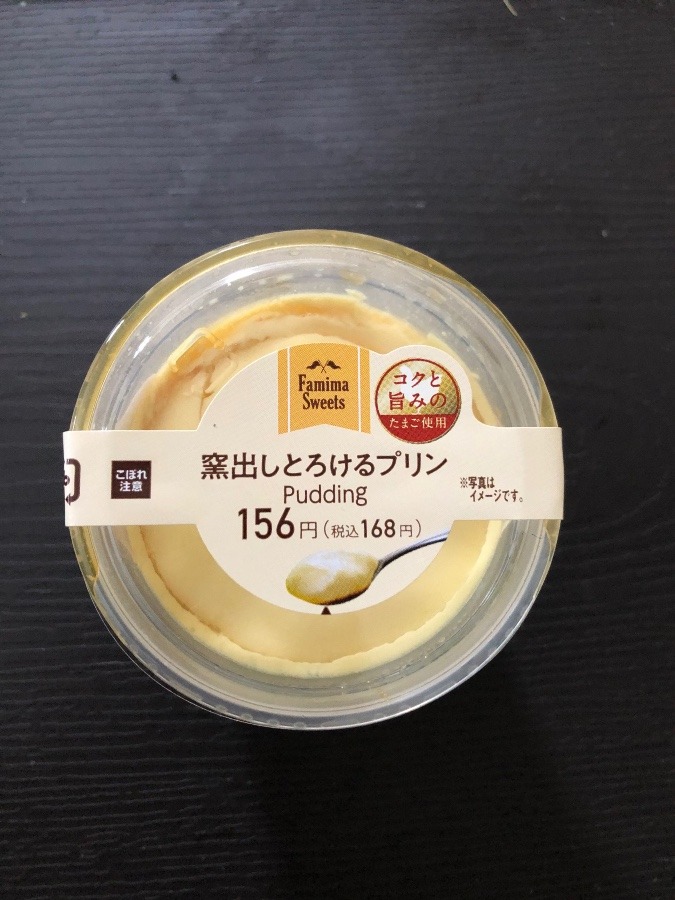 Famima
Sweets
コクと
旨みの
たまご使用
窯出しとろけるプリン
Pudding
156円(税込168円)
こぼれ
注意
※写真は
イメージです。